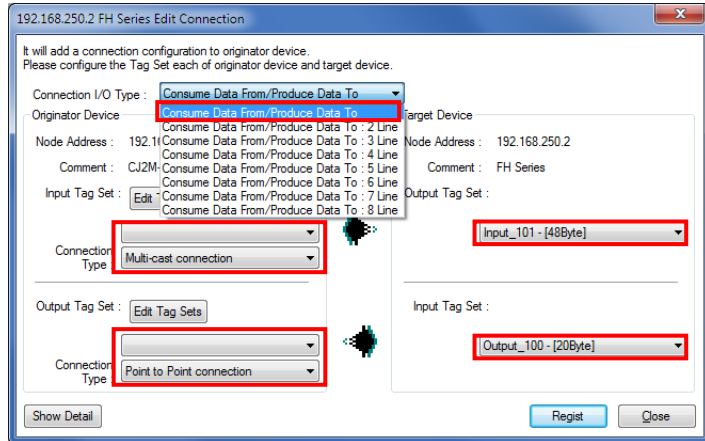 192.168.250.2 FH Series Edit Connection
It will add a connection configuration to originator device.
Please configure the Tag Set each of originator device and target device.
Connection I/O Type : Consume Data From/Produce Data To
Consume Data From/Produce Data To
Consume Data From/Produce Data To : 2 Line
Consume Data From/Produce Data To : 3 Line
Consume Data From/Produce Data To : 4 Line
Consume Data From/Produce Data To : 5 Line
Consume Data From/Produce Data To : 6 Line
Consume Data From/Produce Data To : 7 Line
Consume Data From/Produce Data To : 8 Line
Originator Device
Node Address : 192.1
Comment : CJ2M-
Input Tag Set : Edit
Connection Type : Multi-cast connection
Output Tag Set : Edit Tag Sets
Connection Type : Point to Point connection
Target Device
Node Address : 192.168.250.2
Comment : FH Series
Output Tag Set :
Input_101 - [48Byte]
Input Tag Set :
Output_100 - [20Byte]
Show Detail
Regist
Close